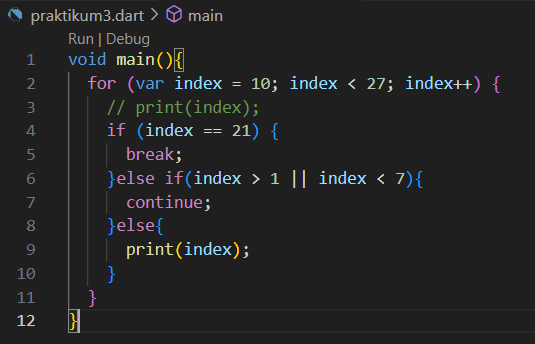 praktikum3.dart > main
Run | Debug
1 void main(){
2 for (var index = 10; index < 27; index++) {
3 // print(index);
4 if (index == 21) {
5 break;
6 }else if(index > 1 || index < 7){
7 continue;
8 }else{
9 print(index);
10 }
11 }
12 }